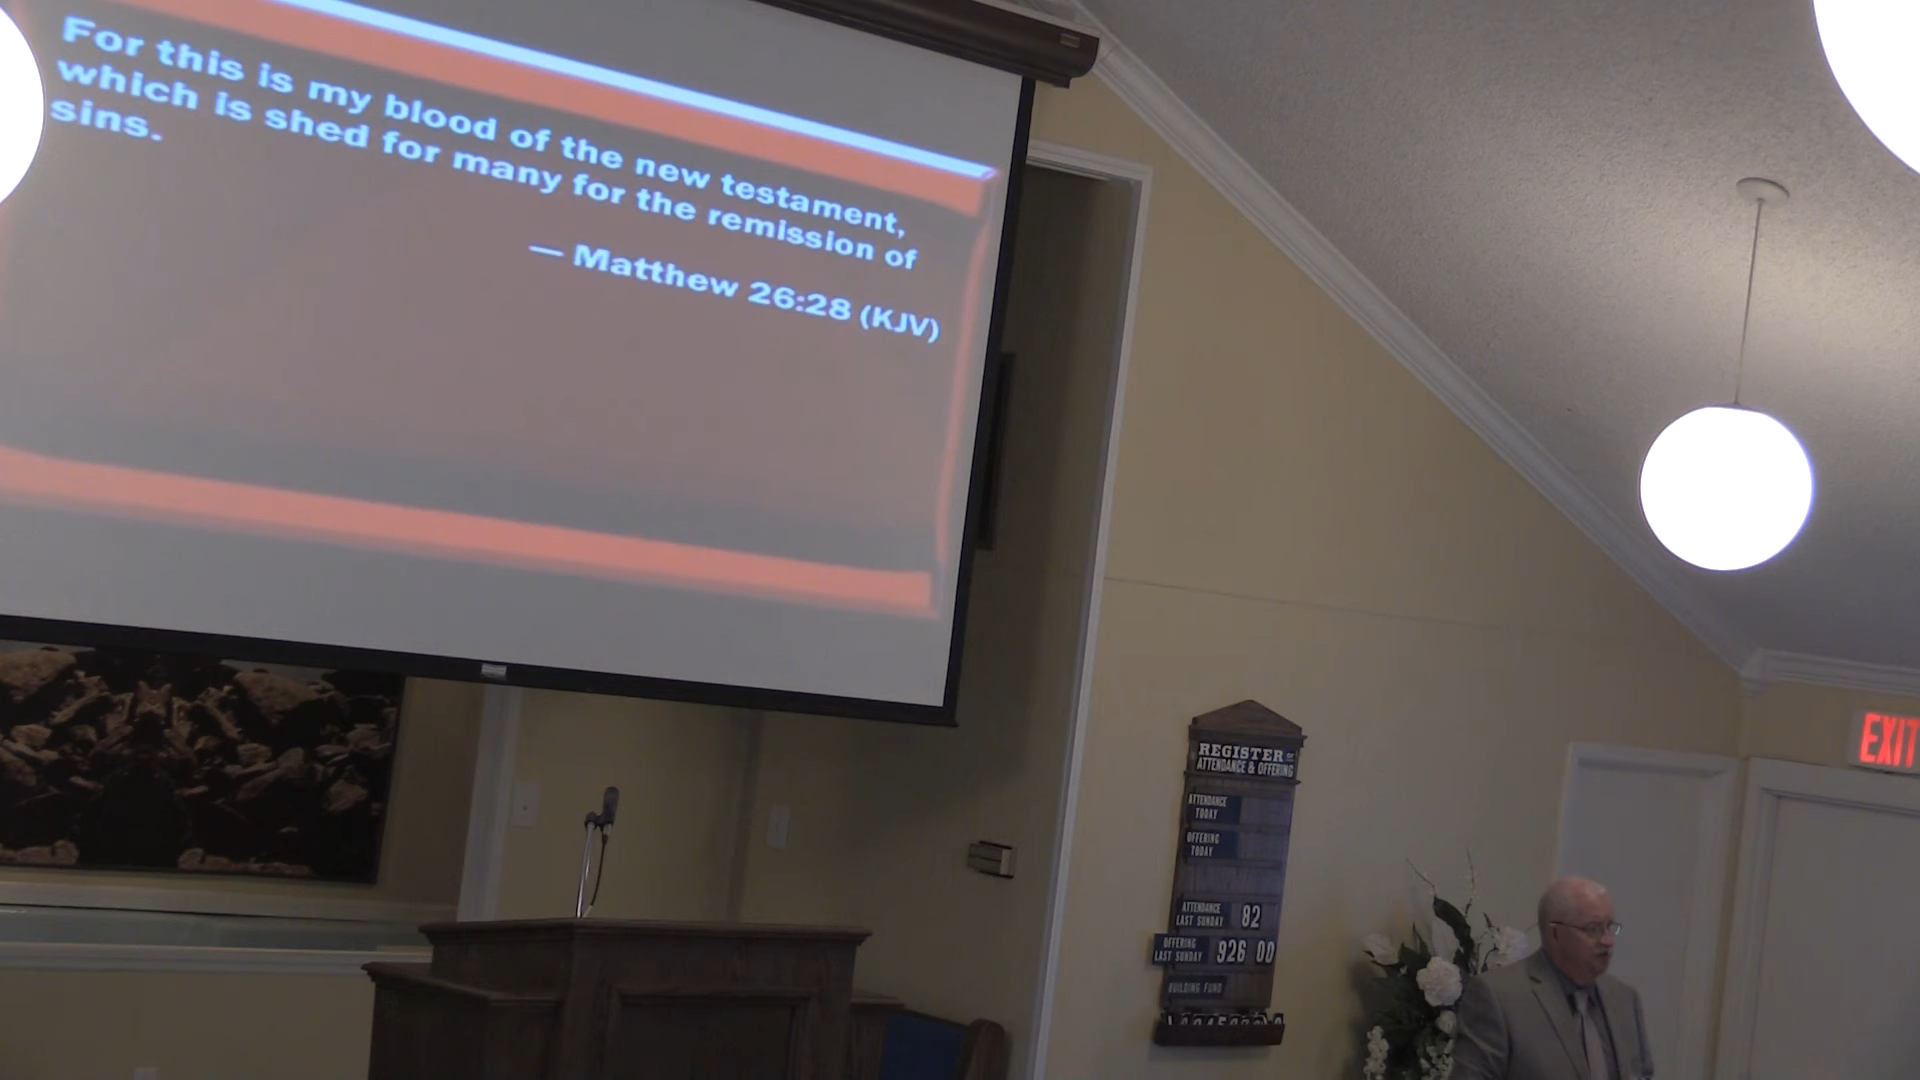 For this is my blood of the new testament,
which is shed for many for the remission of
sins.
— Matthew 26:28 (KJV)
REGISTER OF
ATTENDANCE & OFFERING
ATTENDANCE
TODAY
OFFERING
TODAY
ATTENDANCE
LAST SUNDAY 82
OFFERING
LAST SUNDAY 926 00
BUILDING FUND
EXIT